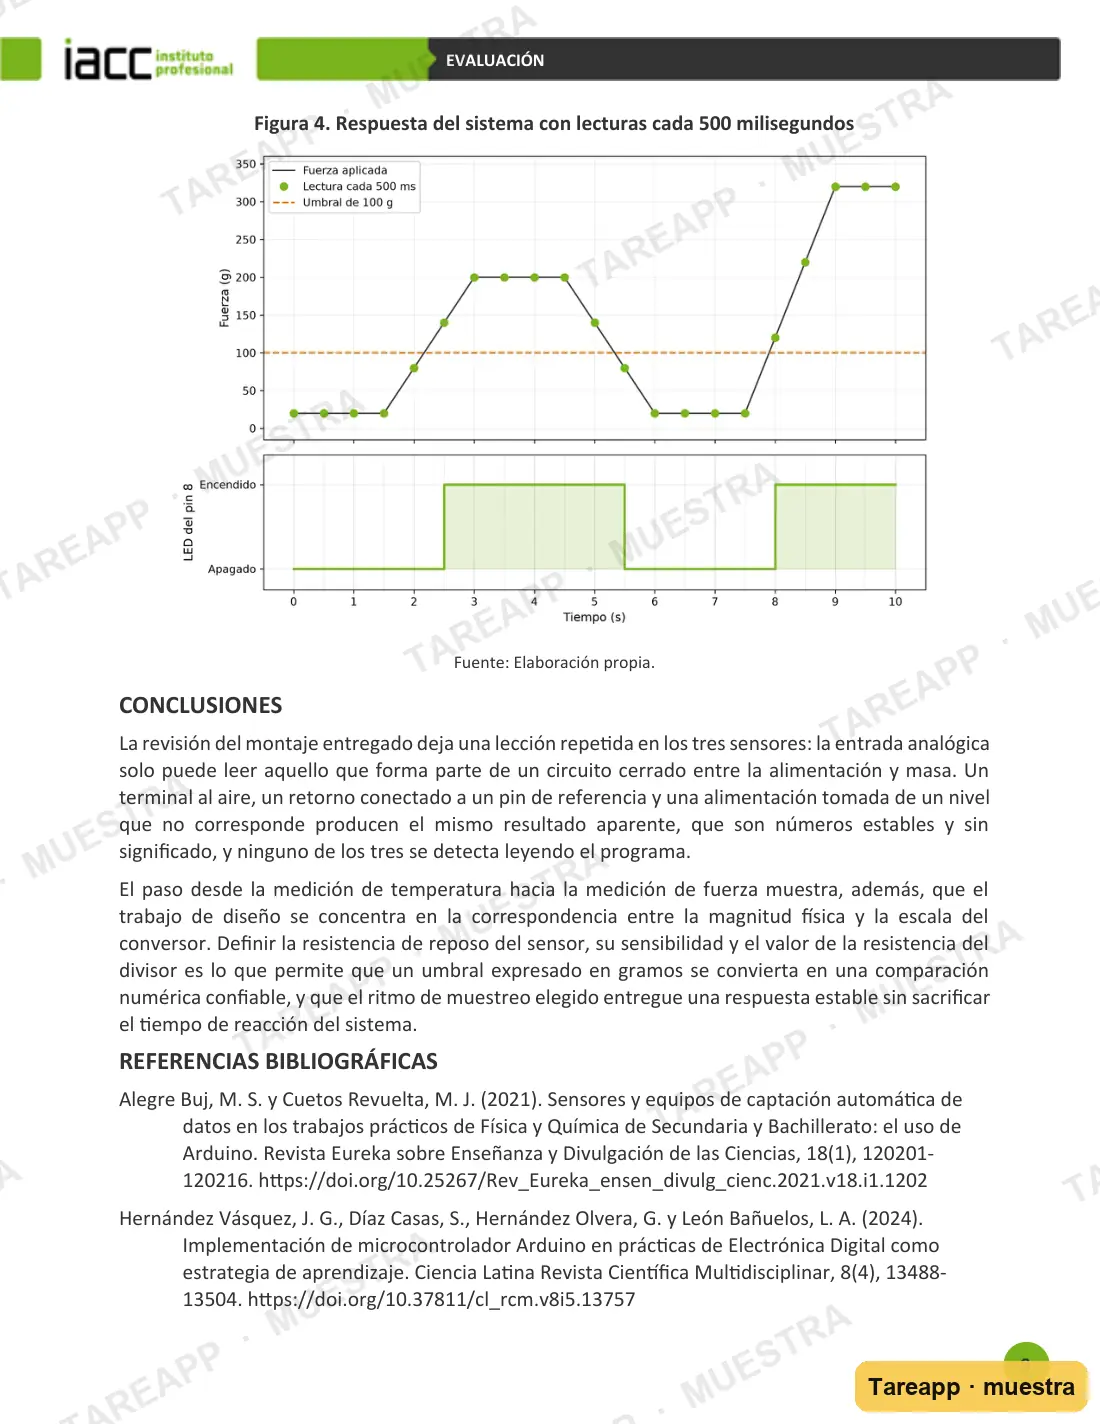 iacc instituto
profesional
EVALUACIÓN
Figura 4. Respuesta del sistema con lecturas cada 500 milisegundos
Fuerza aplicada
Lectura cada 500 ms
Umbral de 100 g
Fuerza (g)
350
300
250
200
150
100
50
0
LED del pin 8
Encendido
Apagado
0 1 2 3 4 5 6 7 8 9 10
Tiempo (s)
Fuente: Elaboración propia.
CONCLUSIONES
La revisión del montaje entregado deja una lección repetida en los tres sensores: la entrada analógica
solo puede leer aquello que forma parte de un circuito cerrado entre la alimentación y masa. Un
terminal al aire, un retorno conectado a un pin de referencia y una alimentación tomada de un nivel
que no corresponde producen el mismo resultado aparente, que son números estables y sin
significado, y ninguno de los tres se detecta leyendo el programa.
El paso desde la medición de temperatura hacia la medición de fuerza muestra, además, que el
trabajo de diseño se concentra en la correspondencia entre la magnitud física y la escala del
conversor. Definir la resistencia de reposo del sensor, su sensibilidad y el valor de la resistencia del
divisor es lo que permite que un umbral expresado en gramos se convierta en una comparación
numérica confiable, y que el ritmo de muestreo elegido entregue una respuesta estable sin sacrificar
el tiempo de reacción del sistema.
REFERENCIAS BIBLIOGRÁFICAS
Alegre Buj, M. S. y Cuetos Revuelta, M. J. (2021). Sensores y equipos de captación automática de
datos en los trabajos prácticos de Física y Química de Secundaria y Bachillerato: el uso de
Arduino. Revista Eureka sobre Enseñanza y Divulgación de las Ciencias, 18(1), 120201-
120216. https://doi.org/10.25267/Rev_Eureka_ensen_divulg_cienc.2021.v18.i1.1202
Hernández Vásquez, J. G., Díaz Casas, S., Hernández Olvera, G. y León Bañuelos, L. A. (2024).
Implementación de microcontrolador Arduino en prácticas de Electrónica Digital como
estrategia de aprendizaje. Ciencia Latina Revista Científica Multidisciplinar, 8(4), 13488-
13504. https://doi.org/10.37811/cl_rcm.v8i5.13757
Tareapp · muestra
TAREAPP · MUESTRA